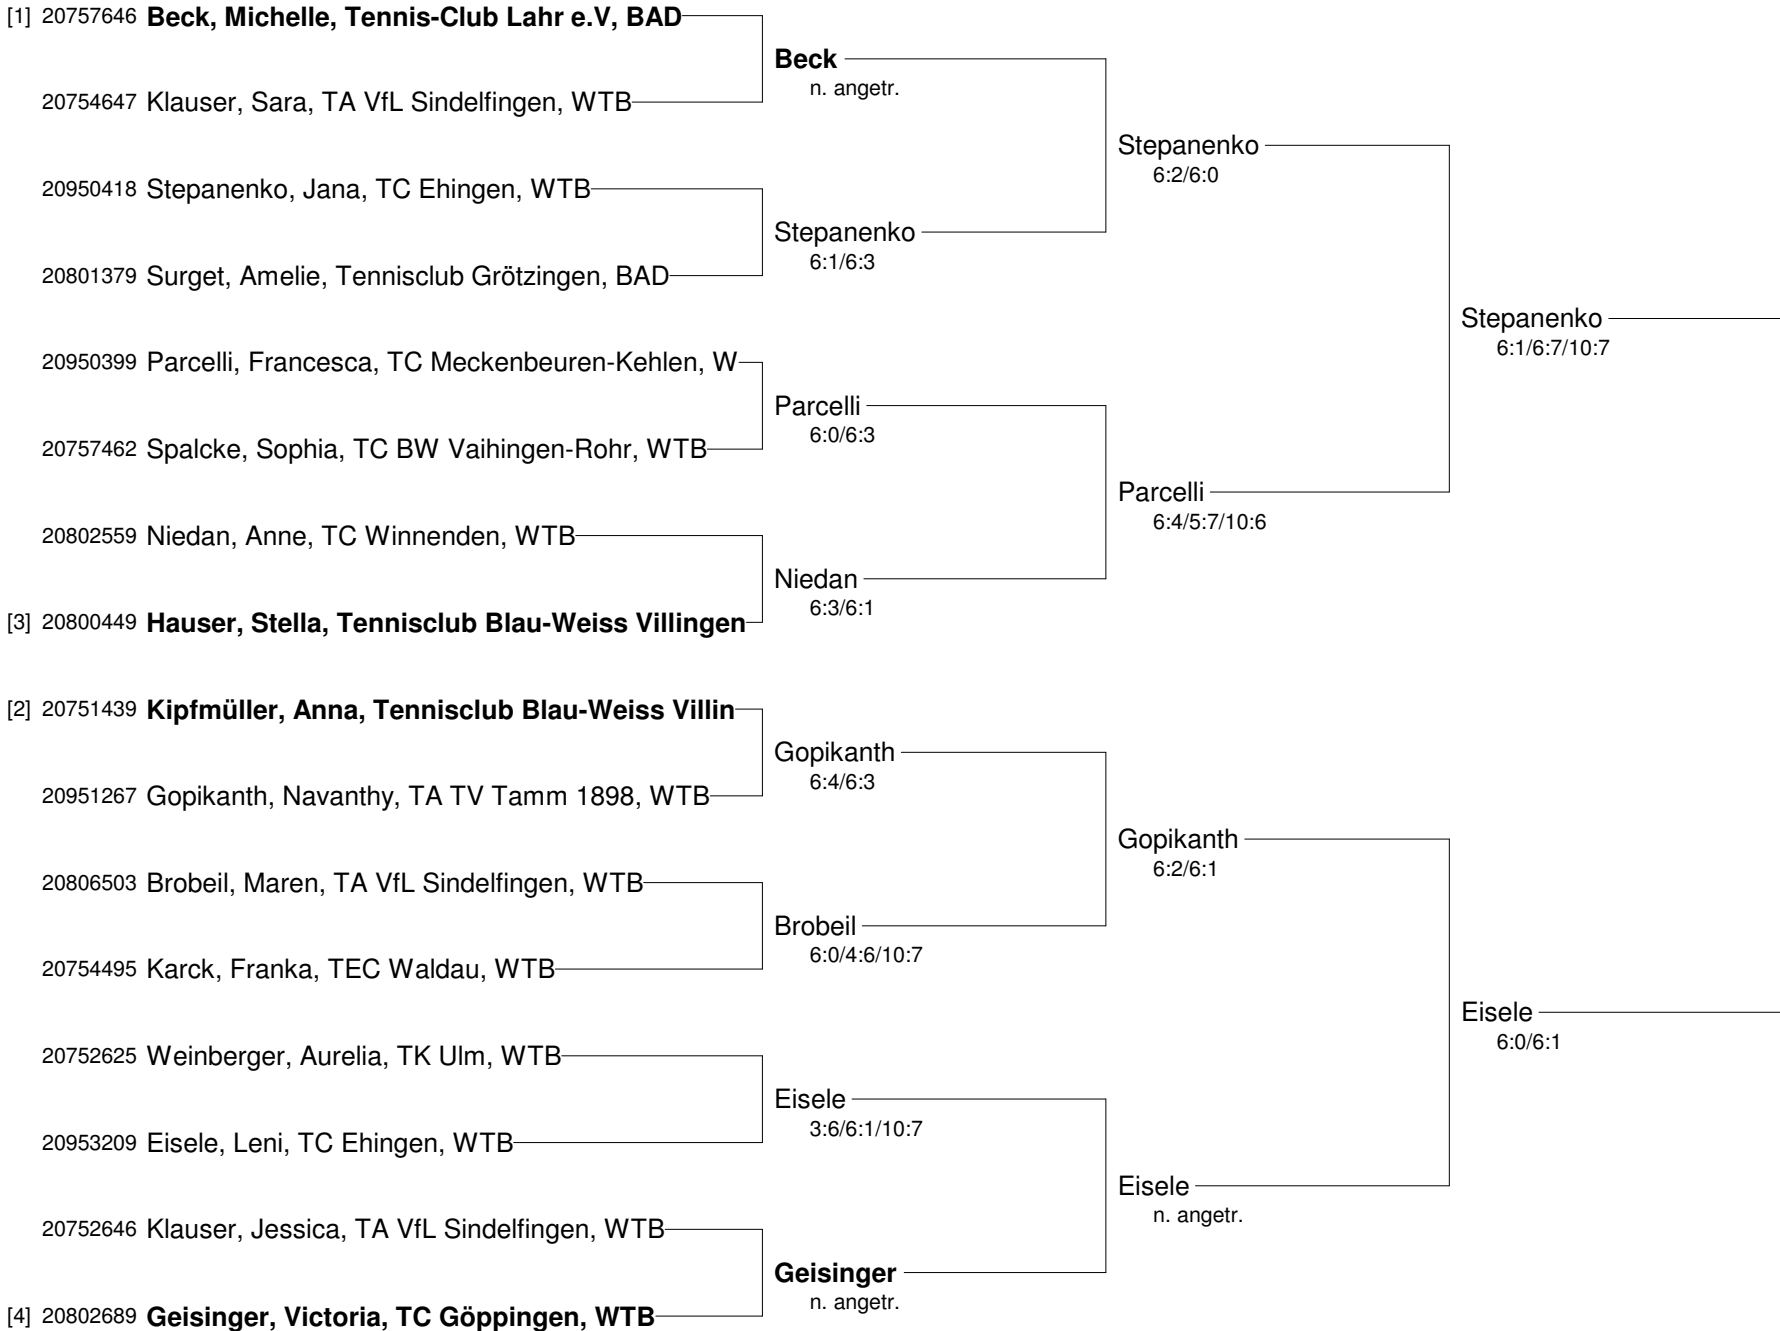 [1] 20757646 Beck, Michelle, Tennis-Club Lahr e.V, BAD
Beck
n. angetr.
20754647 Klauser, Sara, TA VfL Sindelfingen, WTB
Stepanenko
6:2/6:0
20950418 Stepanenko, Jana, TC Ehingen, WTB
Stepanenko
6:1/6:3
20801379 Surget, Amelie, Tennisclub Grötzingen, BAD
Stepanenko
6:1/6:7/10:7
20950399 Parcelli, Francesca, TC Meckenbeuren-Kehlen, W
Parcelli
6:0/6:3
20757462 Spalcke, Sophia, TC BW Vaihingen-Rohr, WTB
Parcelli
6:4/5:7/10:6
20802559 Niedan, Anne, TC Winnenden, WTB
Niedan
6:3/6:1
[3] 20800449 Hauser, Stella, Tennisclub Blau-Weiss Villingen
[2] 20751439 Kipfmüller, Anna, Tennisclub Blau-Weiss Villin
Gopikanth
6:4/6:3
20951267 Gopikanth, Navanthy, TA TV Tamm 1898, WTB
Gopikanth
6:2/6:1
20806503 Brobeil, Maren, TA VfL Sindelfingen, WTB
Brobeil
6:0/4:6/10:7
20754495 Karck, Franka, TEC Waldau, WTB
Eisele
6:0/6:1
20752625 Weinberger, Aurelia, TK Ulm, WTB
Eisele
3:6/6:1/10:7
20953209 Eisele, Leni, TC Ehingen, WTB
Eisele
n. angetr.
20752646 Klauser, Jessica, TA VfL Sindelfingen, WTB
Geisinger
n. angetr.
[4] 20802689 Geisinger, Victoria, TC Göppingen, WTB